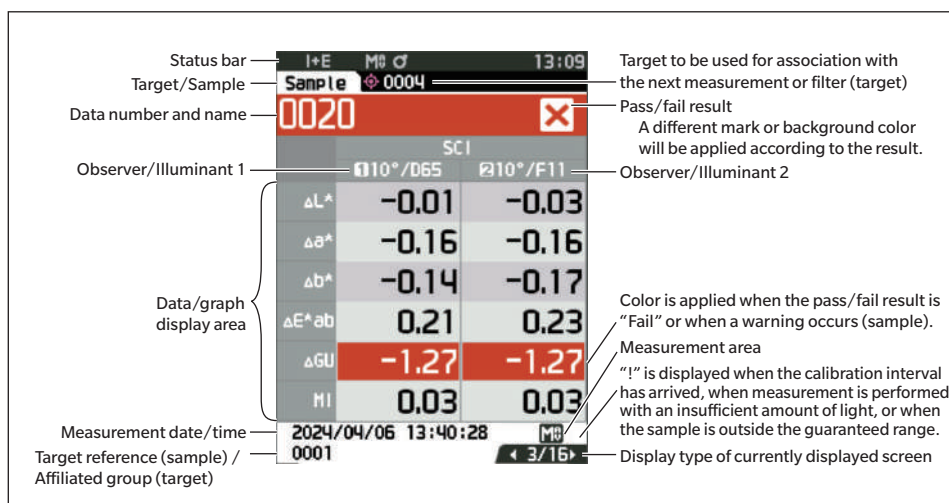 Status bar
Target/Sample
Data number and name
Observer/Illuminant 1
Data/graph
display area
Measurement date/time
Target reference (sample) /
Affiliated group (target)
I+E 13:09
Sample 0004
0020
SCI
1 10°/D65 2 10°/F11
ΔL* -0.01 -0.03
Δa* -0.16 -0.16
Δb* -0.14 -0.17
ΔE*ab 0.21 0.23
ΔGU -1.27 -1.27
MI 0.03 0.03
2024/04/06 13:40:28
0001 3/16
Target to be used for association with
the next measurement or filter (target)
Pass/fail result
A different mark or background color
will be applied according to the result.
Observer/Illuminant 2
Color is applied when the pass/fail result is
“Fail” or when a warning occurs (sample).
Measurement area
“!” is displayed when the calibration interval
has arrived, when measurement is performed
with an insufficient amount of light, or when
the sample is outside the guaranteed range.
Display type of currently displayed screen